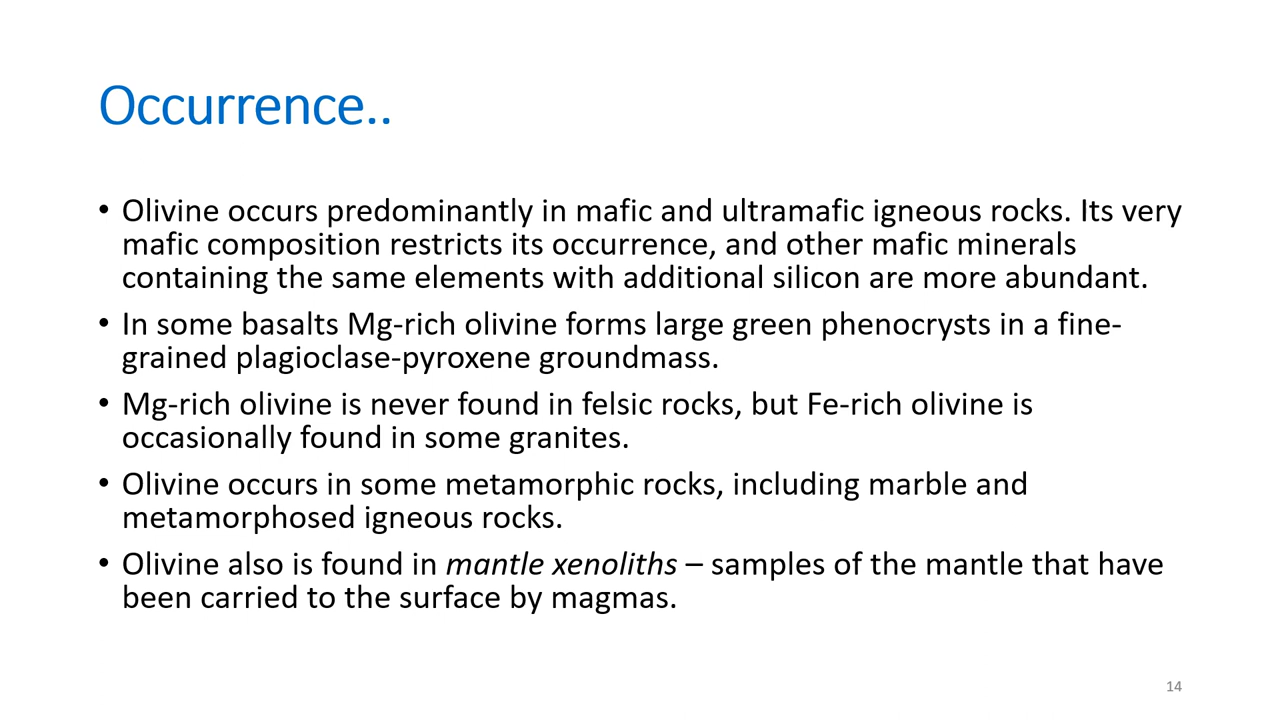 Occurrence..
• Olivine occurs predominantly in mafic and ultramafic igneous rocks. Its very
mafic composition restricts its occurrence, and other mafic minerals
containing the same elements with additional silicon are more abundant.
• In some basalts Mg-rich olivine forms large green phenocrysts in a fine-
grained plagioclase-pyroxene groundmass.
• Mg-rich olivine is never found in felsic rocks, but Fe-rich olivine is
occasionally found in some granites.
• Olivine occurs in some metamorphic rocks, including marble and
metamorphosed igneous rocks.
• Olivine also is found in mantle xenoliths – samples of the mantle that have
been carried to the surface by magmas.
14